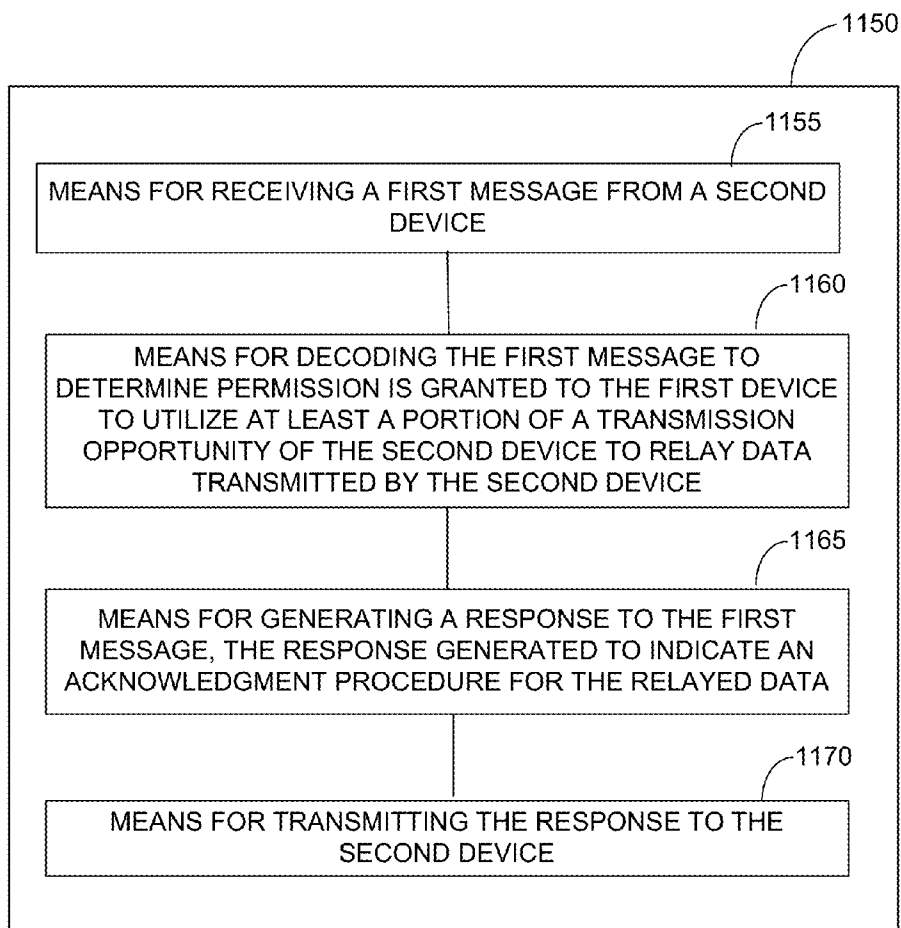 1150
1155
MEANS FOR RECEIVING A FIRST MESSAGE FROM A SECOND
DEVICE
1160
MEANS FOR DECODING THE FIRST MESSAGE TO
DETERMINE PERMISSION IS GRANTED TO THE FIRST DEVICE
TO UTILIZE AT LEAST A PORTION OF A TRANSMISSION
OPPORTUNITY OF THE SECOND DEVICE TO RELAY DATA
TRANSMITTED BY THE SECOND DEVICE
1165
MEANS FOR GENERATING A RESPONSE TO THE FIRST
MESSAGE, THE RESPONSE GENERATED TO INDICATE AN
ACKNOWLEDGMENT PROCEDURE FOR THE RELAYED DATA
1170
MEANS FOR TRANSMITTING THE RESPONSE TO THE
SECOND DEVICE